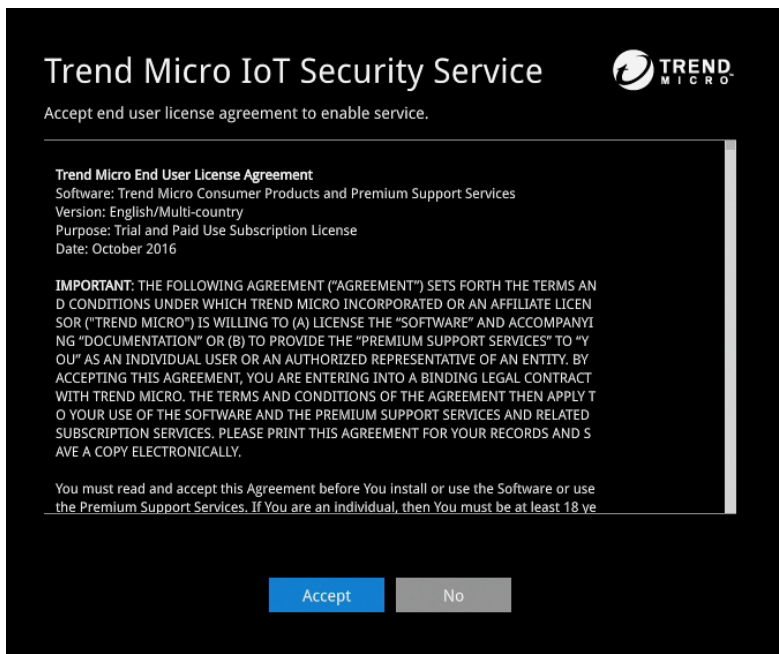 Trend Micro IoT Security Service
TREND
MICRO
Accept end user license agreement to enable service.
Trend Micro End User License Agreement
Software: Trend Micro Consumer Products and Premium Support Services
Version: English/Multi-country
Purpose: Trial and Paid Use Subscription License
Date: October 2016
IMPORTANT: THE FOLLOWING AGREEMENT (“AGREEMENT”) SETS FORTH THE TERMS AN
D CONDITIONS UNDER WHICH TREND MICRO INCORPORATED OR AN AFFILIATE LICEN
SOR ("TREND MICRO") IS WILLING TO (A) LICENSE THE “SOFTWARE” AND ACCOMPANYI
NG “DOCUMENTATION” OR (B) TO PROVIDE THE “PREMIUM SUPPORT SERVICES” TO “Y
OU” AS AN INDIVIDUAL USER OR AN AUTHORIZED REPRESENTATIVE OF AN ENTITY. BY
ACCEPTING THIS AGREEMENT, YOU ARE ENTERING INTO A BINDING LEGAL CONTRACT
WITH TREND MICRO. THE TERMS AND CONDITIONS OF THE AGREEMENT THEN APPLY T
O YOUR USE OF THE SOFTWARE AND THE PREMIUM SUPPORT SERVICES AND RELATED
SUBSCRIPTION SERVICES. PLEASE PRINT THIS AGREEMENT FOR YOUR RECORDS AND S
AVE A COPY ELECTRONICALLY.
You must read and accept this Agreement before You install or use the Software or use
the Premium Support Services. If You are an individual, then You must be at least 18 ye
Accept
No